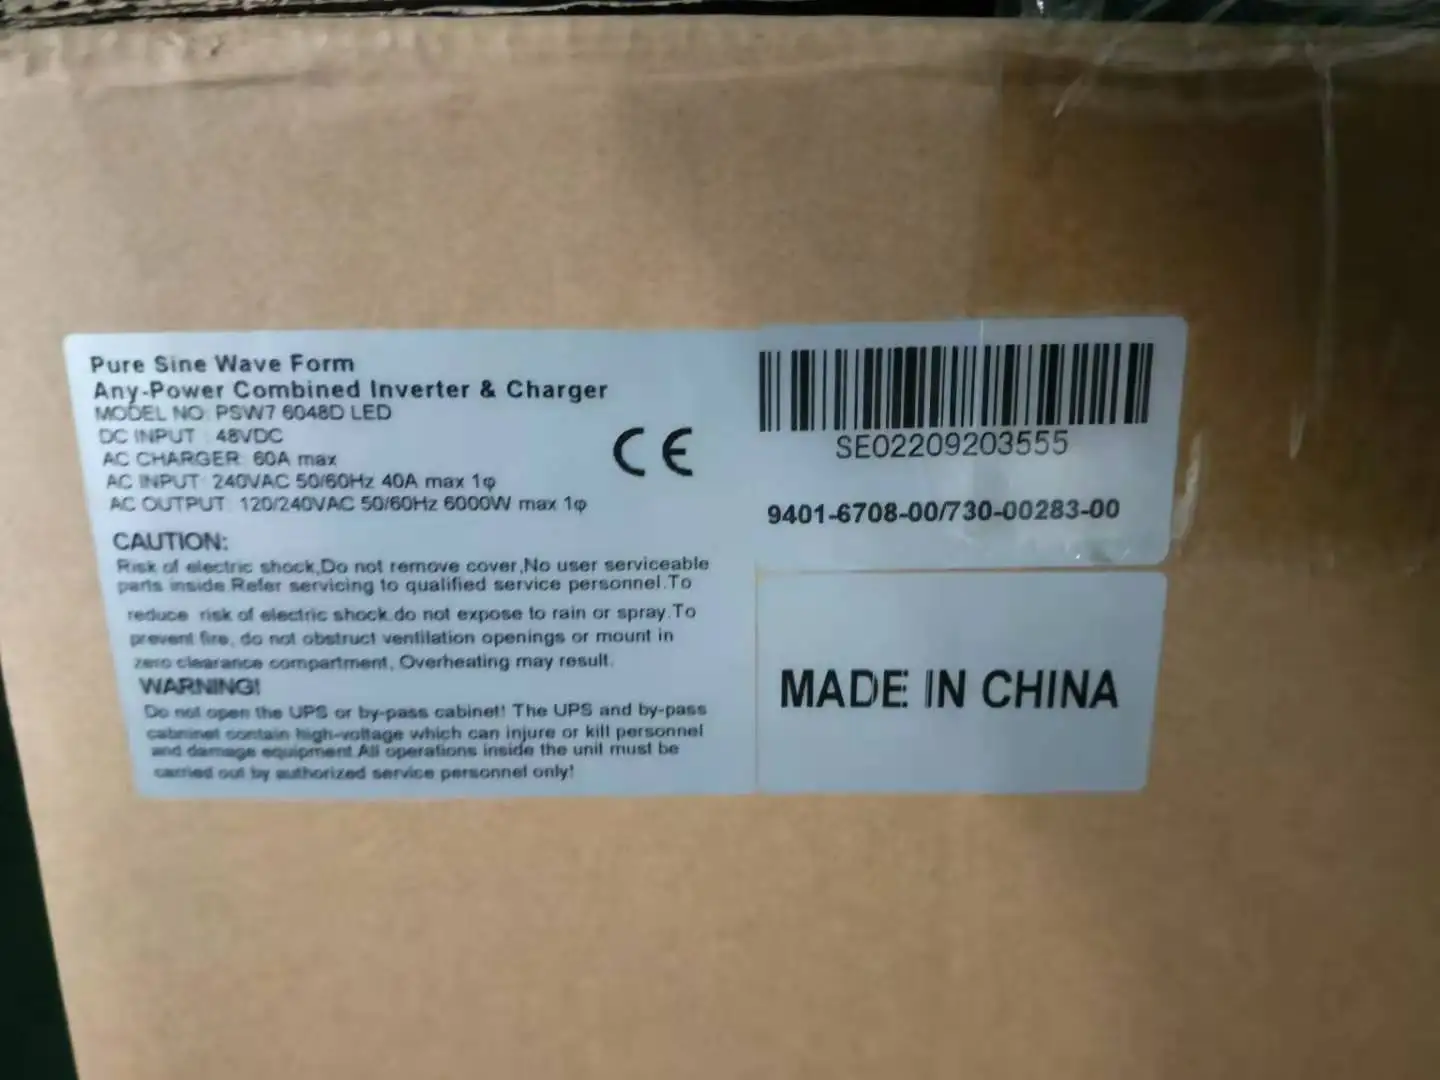 Pure Sine Wave Form
Any-Power Combined Inverter & Charger
MODEL NO: PSW7 6048D LED
DC INPUT : 48VDC
AC CHARGER: 60A max
AC INPUT: 240VAC 50/60Hz 40A max 1φ
AC OUTPUT: 120/240VAC 50/60Hz 6000W max 1φ
CE
CAUTION:
Risk of electric shock,Do not remove cover,No user serviceable
parts inside.Refer servicing to qualified service personnel.To
reduce risk of electric shock.do not expose to rain or spray.To
prevent fire, do not obstruct ventilation openings or mount in
zero clearance compartment, Overheating may result.
WARNING!
Do not open the UPS or by-pass cabinet! The UPS and by-pass
cabninet contain high-voltage which can injure or kill personnel
and damage equipment.All operations inside the unit must be
carried out by authorized service personnel only!
SE02209203555
9401-6708-00/730-00283-00
MADE IN CHINA